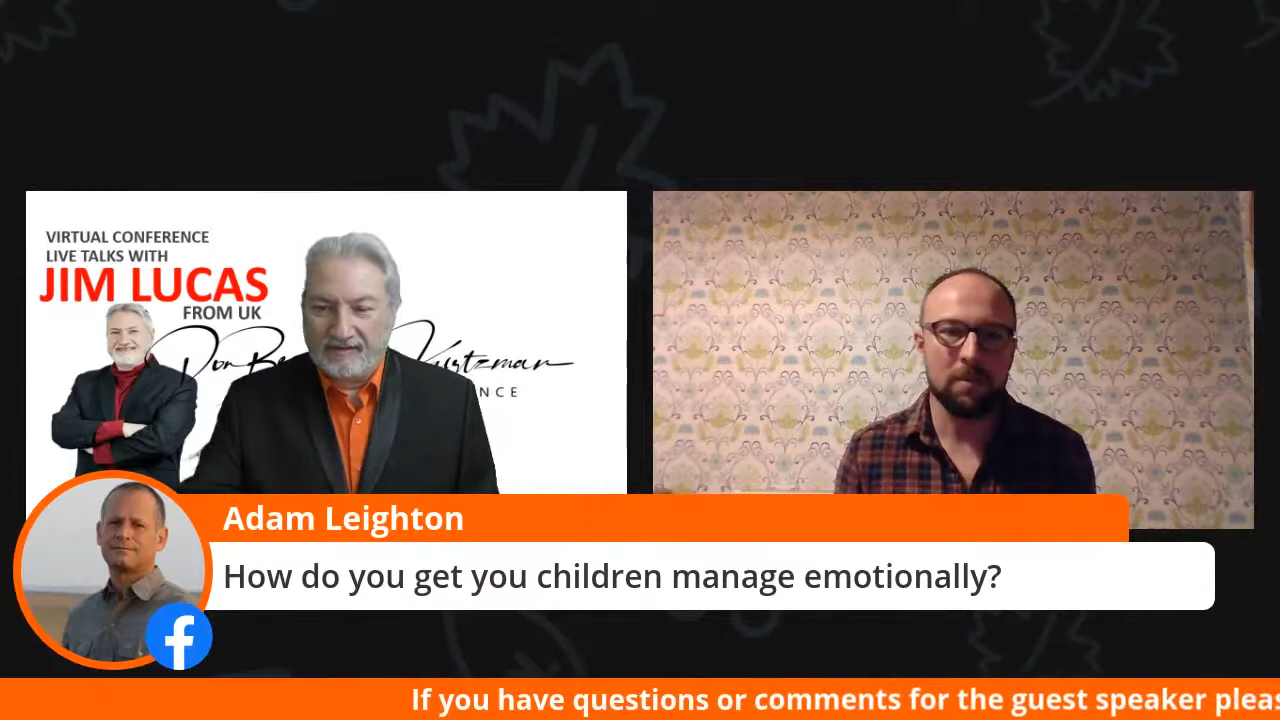 VIRTUAL CONFERENCE
LIVE TALKS WITH
JIM LUCAS
FROM UK
Adam Leighton
How do you get you children manage emotionally?
If you have questions or comments for the guest speaker